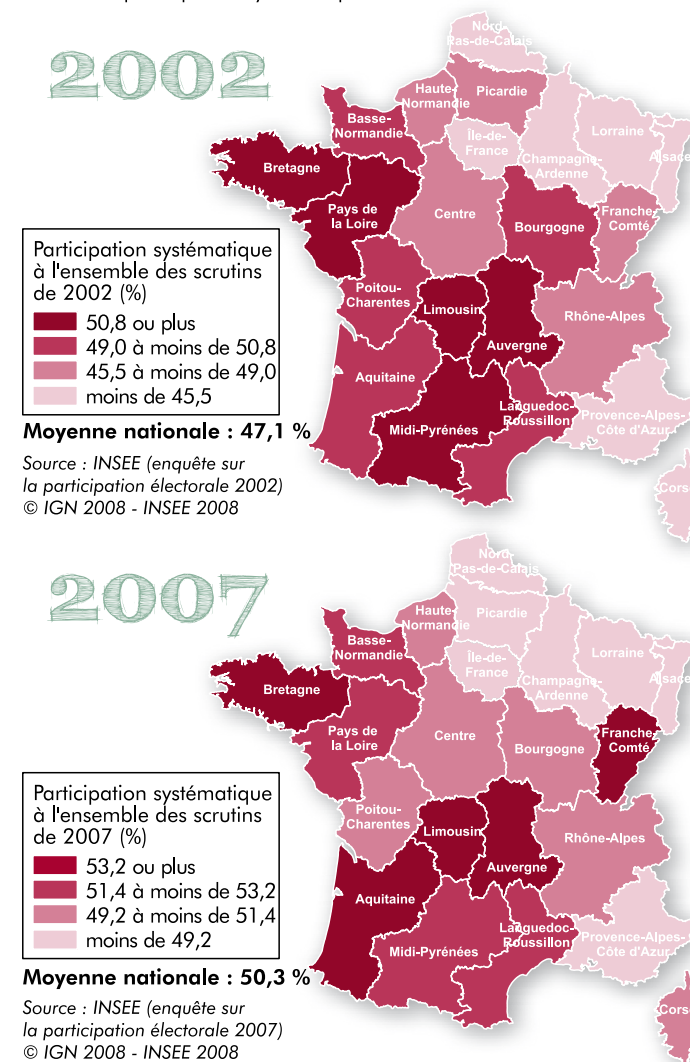 2002
Nord-
Pas-de-Calais
Haute-
Normandie
Picardie
Basse-
Normandie
Île-de-
France
Lorraine
Champagne-
Ardenne
Alsace
Bretagne
Pays de
la Loire
Centre
Bourgogne
Franche-
Comté
Participation systématique
à l'ensemble des scrutins
de 2002 (%)
50,8 ou plus
49,0 à moins de 50,8
45,5 à moins de 49,0
moins de 45,5
Poitou-
Charentes
Limousin
Auvergne
Rhône-Alpes
Aquitaine
Languedoc-
Roussillon
Midi-Pyrénées
Provence-Alpes-
Côte d'Azur
Cors
Moyenne nationale : 47,1 %
Source : INSEE (enquête sur
la participation électorale 2002)
© IGN 2008 - INSEE 2008
2007
Nord-
Pas-de-Calais
Haute-
Normandie
Picardie
Basse-
Normandie
Île-de-
France
Lorraine
Champagne-
Ardenne
Alsace
Bretagne
Pays de
la Loire
Centre
Bourgogne
Franche-
Comté
Participation systématique
à l'ensemble des scrutins
de 2007 (%)
53,2 ou plus
51,4 à moins de 53,2
49,2 à moins de 51,4
moins de 49,2
Poitou-
Charentes
Limousin
Auvergne
Rhône-Alpes
Aquitaine
Languedoc-
Roussillon
Midi-Pyrénées
Provence-Alpes-
Côte d'Azur
Cors
Moyenne nationale : 50,3 %
Source : INSEE (enquête sur
la participation électorale 2007)
© IGN 2008 - INSEE 2008